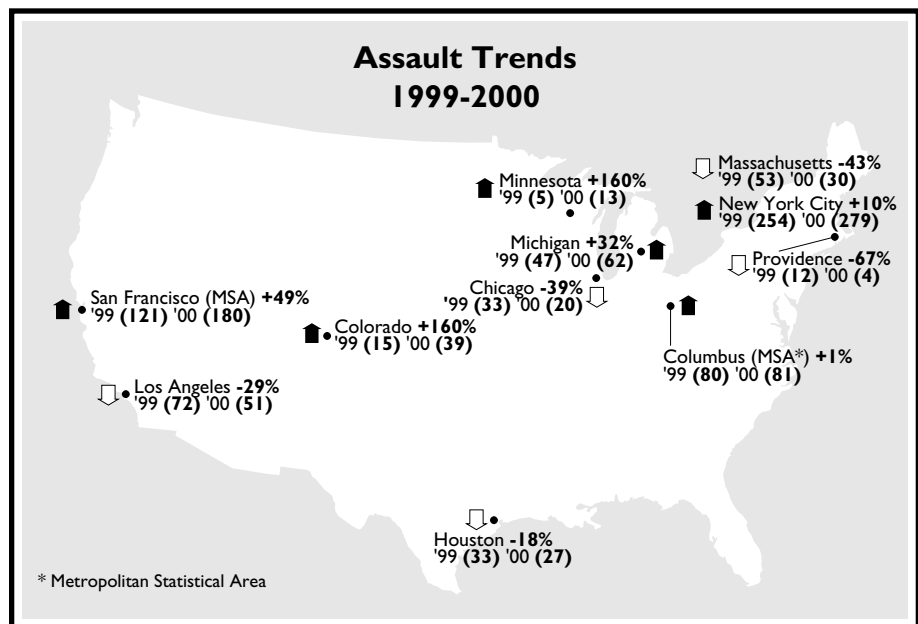 Assault Trends
1999-2000
Massachusetts -43%
'99 (53) '00 (30)
Minnesota +160%
'99 (5) '00 (13)
New York City +10%
'99 (254) '00 (279)
Michigan +32%
'99 (47) '00 (62)
Providence -67%
'99 (12) '00 (4)
Chicago -39%
'99 (33) '00 (20)
San Francisco (MSA) +49%
'99 (121) '00 (180)
Colorado +160%
'99 (15) '00 (39)
Columbus (MSA*) +1%
'99 (80) '00 (81)
Los Angeles -29%
'99 (72) '00 (51)
Houston -18%
'99 (33) '00 (27)
* Metropolitan Statistical Area